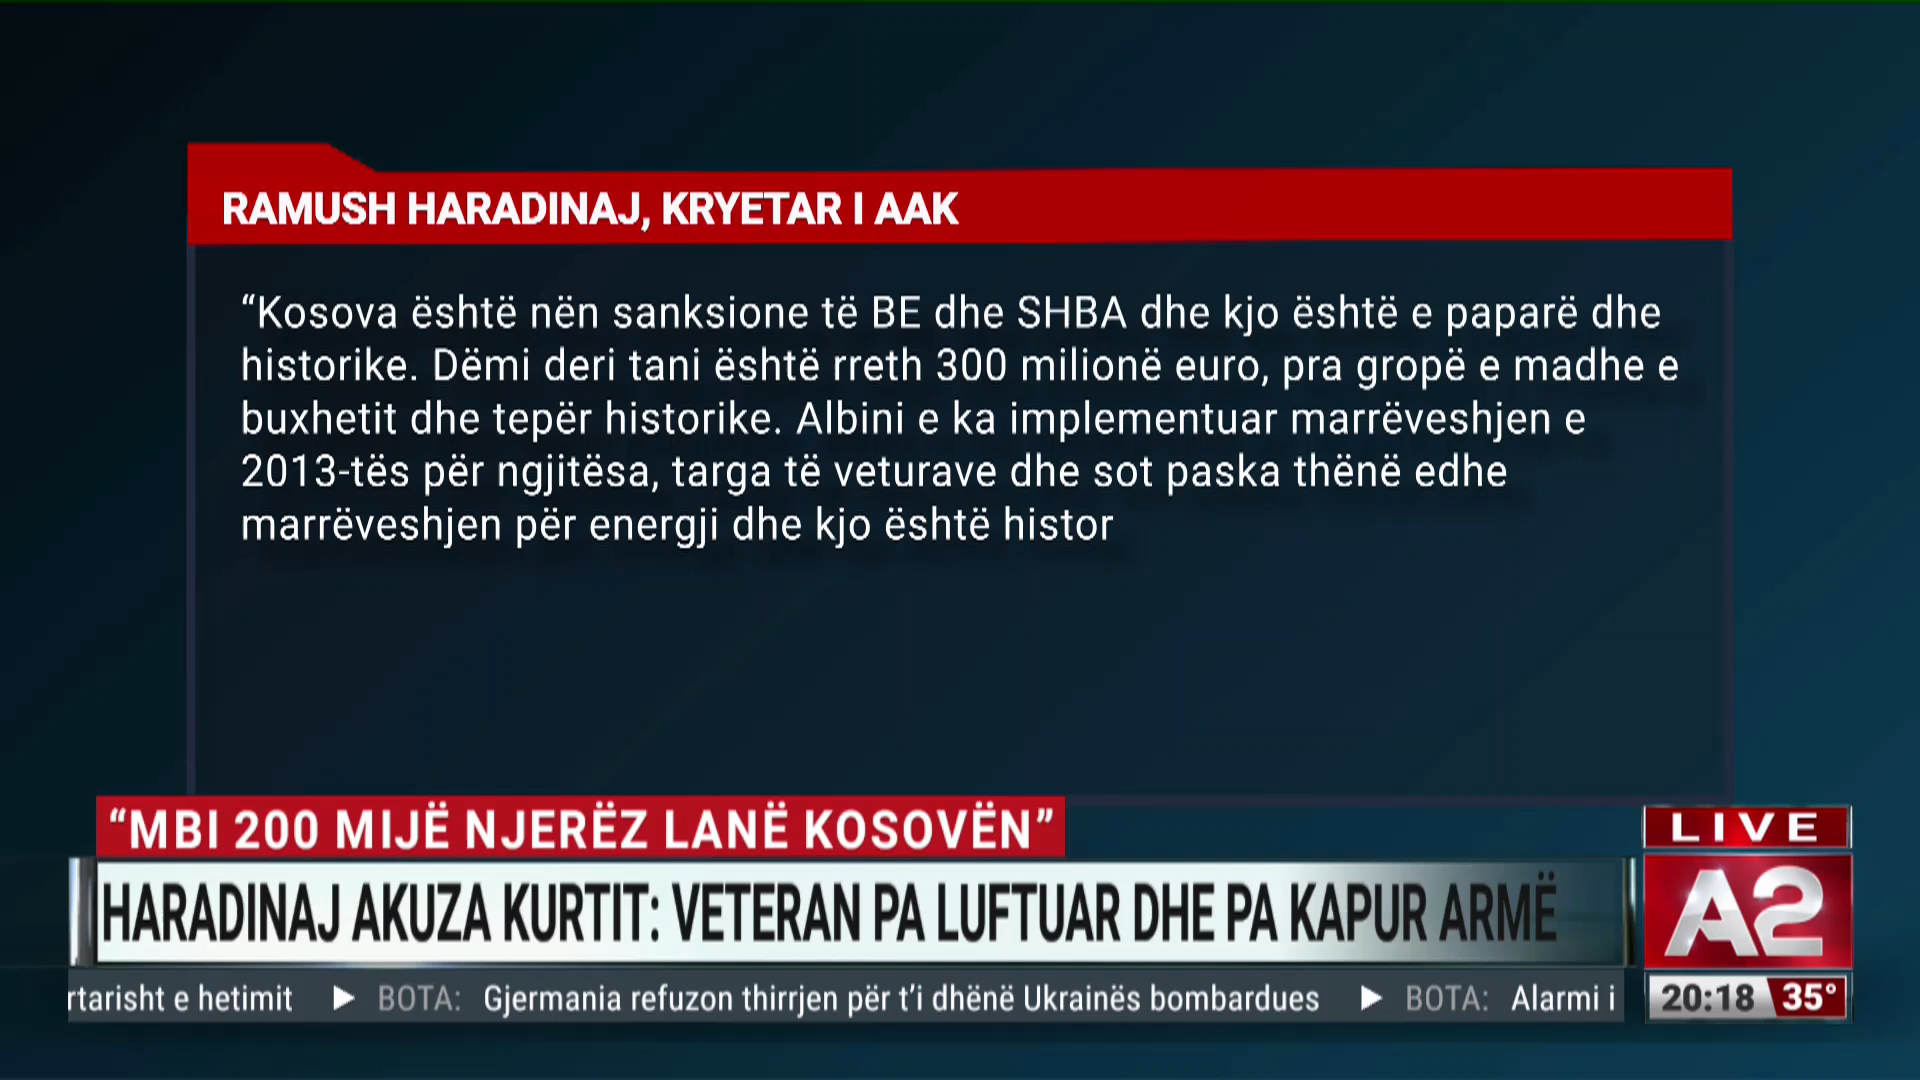 RAMUSH HARADINAJ, KRYETAR I AAK
“Kosova është nën sanksione të BE dhe SHBA dhe kjo është e paparë dhe
historike. Dëmi deri tani është rreth 300 milionë euro, pra gropë e madhe e
buxhetit dhe tepër historike. Albini e ka implementuar marrëveshjen e
2013-tës për ngjitësa, targa të veturave dhe sot paska thënë edhe
marrëveshjen për energji dhe kjo është histor
“MBI 200 MIJË NJERËZ LANË KOSOVËN”
HARADINAJ AKUZA KURTIT: VETERAN PA LUFTUAR DHE PA KAPUR ARMË
rtarisht e hetimit ▶ BOTA: Gjermania refuzon thirrjen për t’i dhënë Ukrainës bombardues ▶ BOTA: Alarmi i
LIVE
A2
20:18 35°